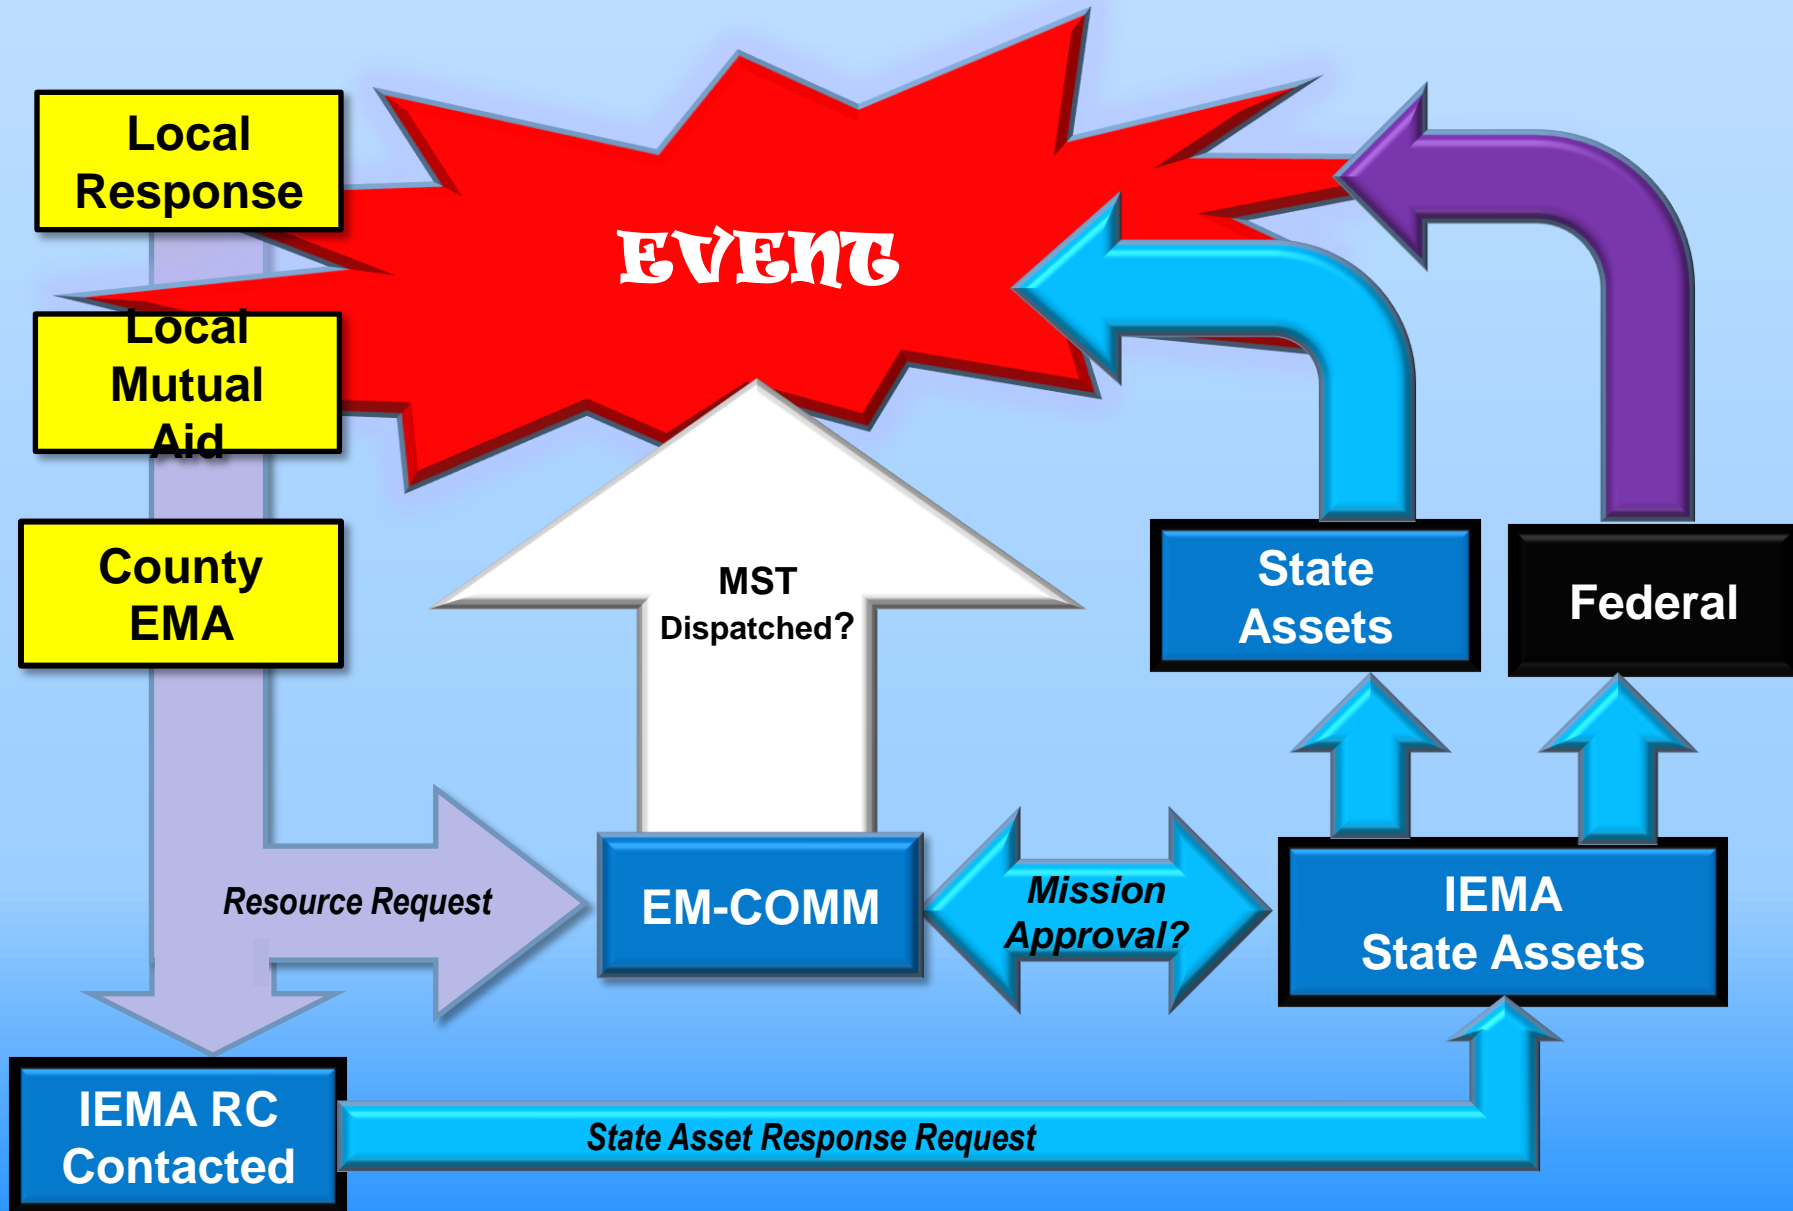 Local
Response
EVENT
Local
Mutual
Aid
County
EMA
MST
Dispatched?
State
Assets
Federal
Resource Request
EM-COMM
Mission
Approval?
IEMA
State Assets
IEMA RC
Contacted
State Asset Response Request